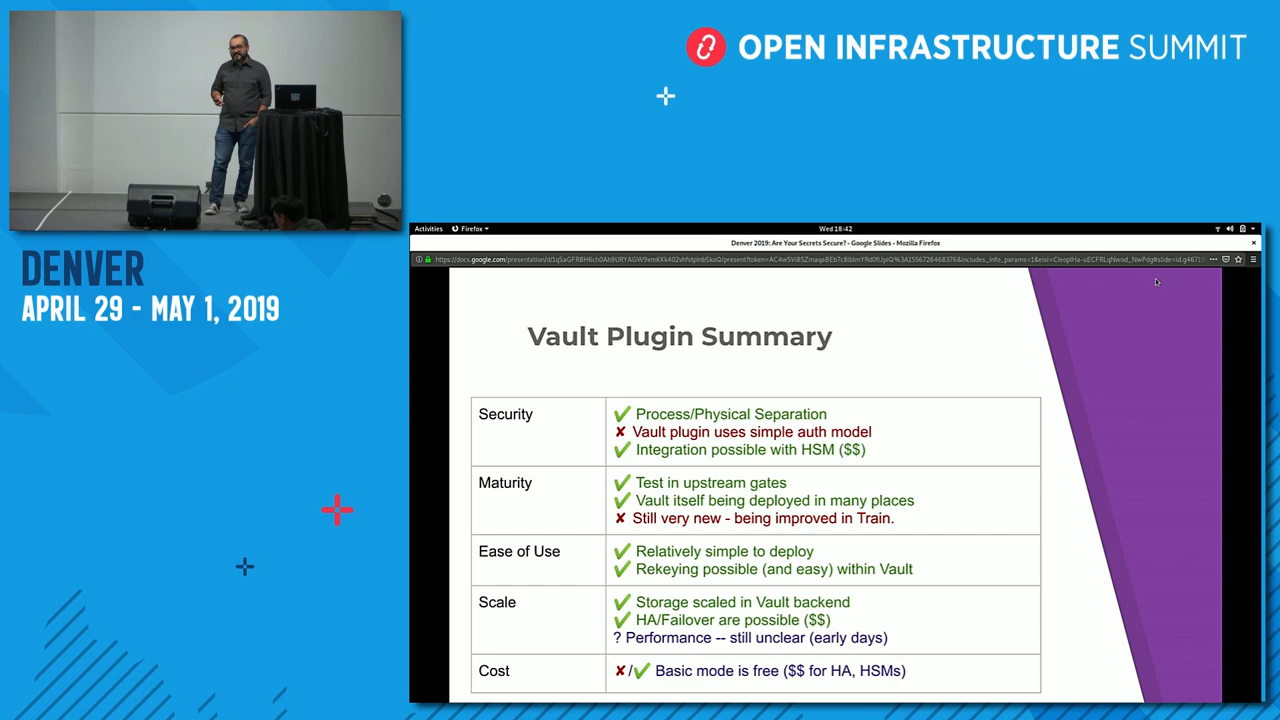 OPEN INFRASTRUCTURE SUMMIT
DENVER
APRIL 29 - MAY 1, 2019
Activities
Firefox
Wed 18:42
Denver 2019: Are Your Secrets Secure? - Google Slides - Mozilla Firefox
Vault Plugin Summary
Security
✔ Process/Physical Separation
✘ Vault plugin uses simple auth model
✔ Integration possible with HSM ($$)
Maturity
✔ Test in upstream gates
✔ Vault itself being deployed in many places
✘ Still very new - being improved in Train.
Ease of Use
✔ Relatively simple to deploy
✔ Rekeying possible (and easy) within Vault
Scale
✔ Storage scaled in Vault backend
✔ HA/Failover are possible ($$)
? Performance -- still unclear (early days)
Cost
✘/✔ Basic mode is free ($$ for HA, HSMs)